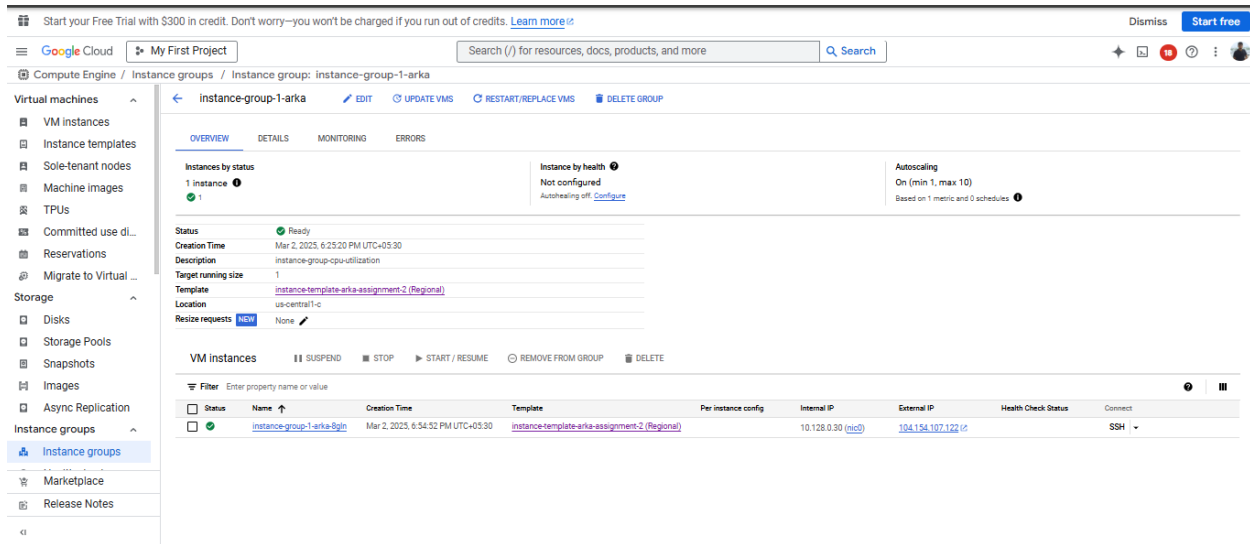 Start your Free Trial with $300 in credit. Don't worry—you won't be charged if you run out of credits. Learn more
Dismiss
Start free
Google Cloud
My First Project
Search (/) for resources, docs, products, and more
Search
18
Compute Engine / Instance groups / Instance group: instance-group-1-arka
Virtual machines
VM instances
Instance templates
Sole-tenant nodes
Machine images
TPUs
Committed use di...
Reservations
Migrate to Virtual ...
Storage
Disks
Storage Pools
Snapshots
Images
Async Replication
Instance groups
Instance groups
Marketplace
Release Notes
instance-group-1-arka
EDIT
UPDATE VMS
RESTART/REPLACE VMS
DELETE GROUP
OVERVIEW
DETAILS
MONITORING
ERRORS
Instances by status
1 instance
1
Instance by health
Not configured
Autohealing off. Configure
Autoscaling
On (min 1, max 10)
Based on 1 metric and 0 schedules
Status Ready
Creation Time Mar 2, 2025, 6:25:20 PM UTC+05:30
Description instance-group-cpu-utilization
Target running size 1
Template instance-template-arka-assignment-2 (Regional)
Location us-central1-c
Resize requests NEW None
VM instances
SUSPEND
STOP
START / RESUME
REMOVE FROM GROUP
DELETE
Filter Enter property name or value
Status Name Creation Time Template Per instance config Internal IP External IP Health Check Status Connect
instance-group-1-arka-8gln Mar 2, 2025, 6:54:52 PM UTC+05:30 instance-template-arka-assignment-2 (Regional) 10.128.0.30 (nic0) 104.154.107.122 SSH